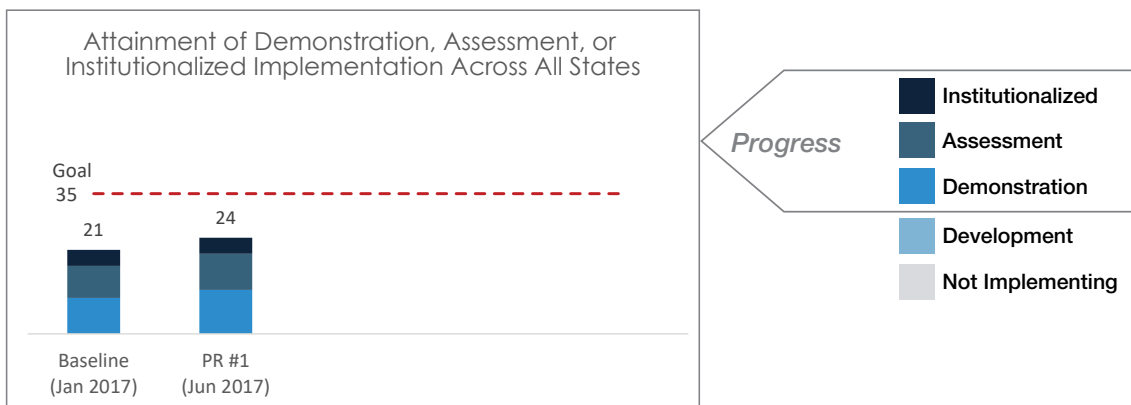 Attainment of Demonstration, Assessment, or
Institutionalized Implementation Across All States
Goal
35
21
24
Baseline
(Jan 2017)
PR #1
(Jun 2017)
Progress
Institutionalized
Assessment
Demonstration
Development
Not Implementing